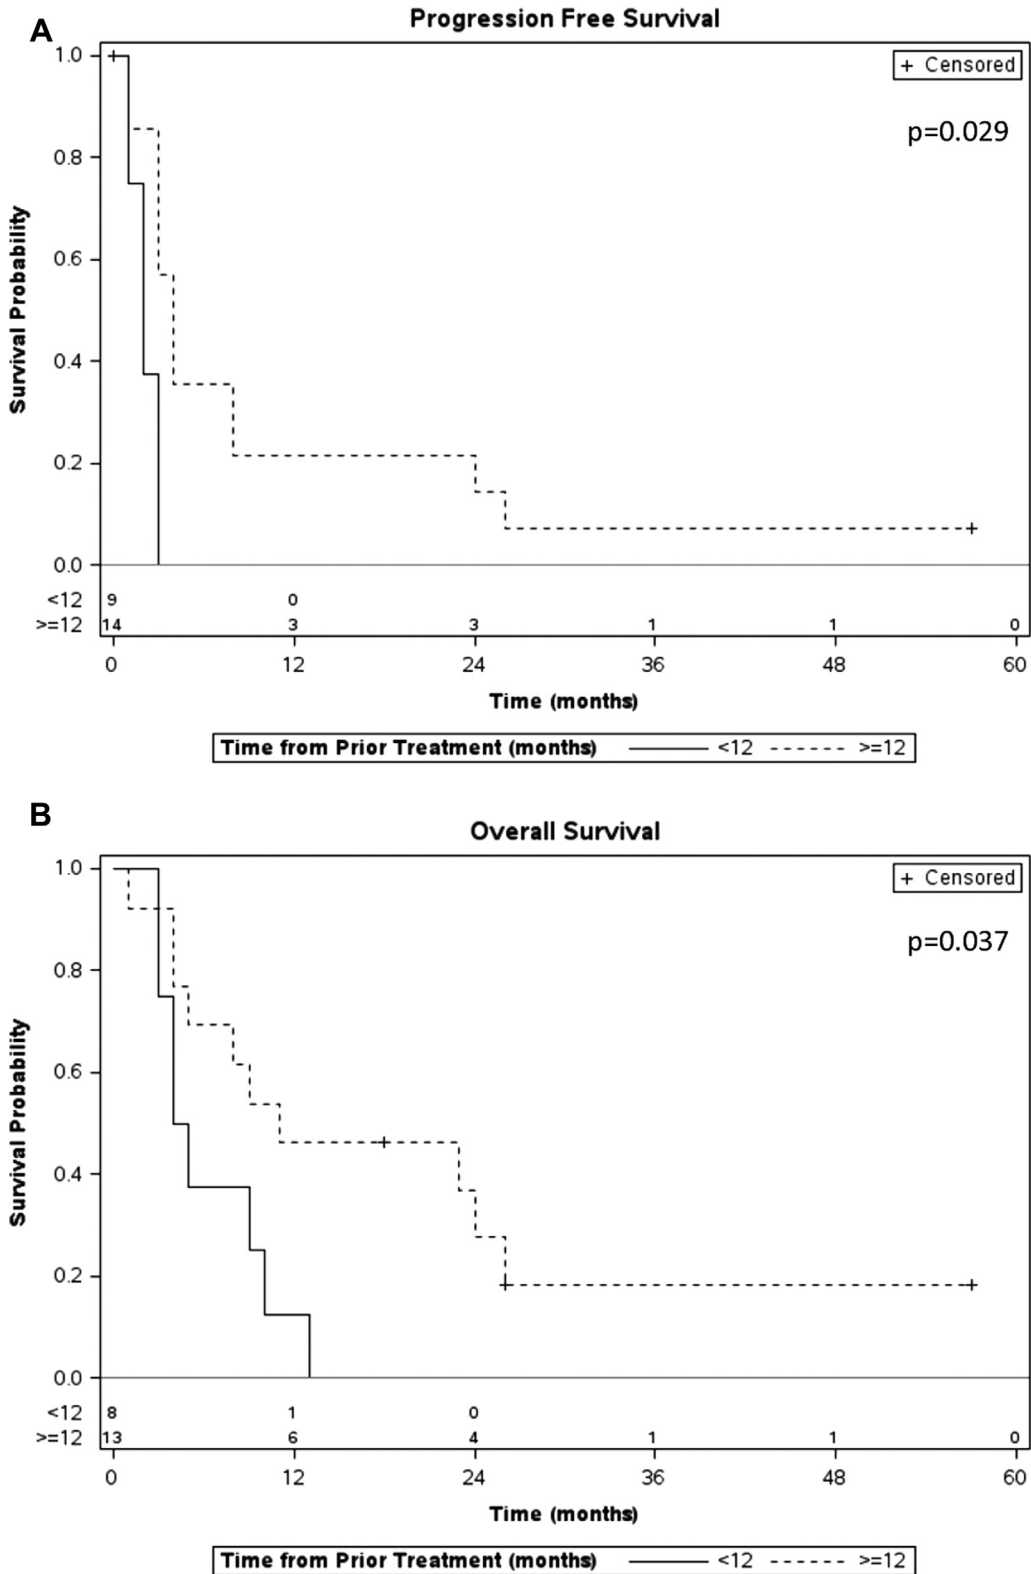 A
Progression Free Survival
+ Censored
p=0.029
Survival Probability
1.0
0.8
0.6
0.4
0.2
0.0
<12 9 0
>=12 14 3 3 1 1 0
0 12 24 36 48 60
Time (months)
Time from Prior Treatment (months) <12 >=12
B
Overall Survival
+ Censored
p=0.037
Survival Probability
1.0
0.8
0.6
0.4
0.2
0.0
<12 8 1 0
>=12 13 6 4 1 1 0
0 12 24 36 48 60
Time (months)
Time from Prior Treatment (months) <12 >=12